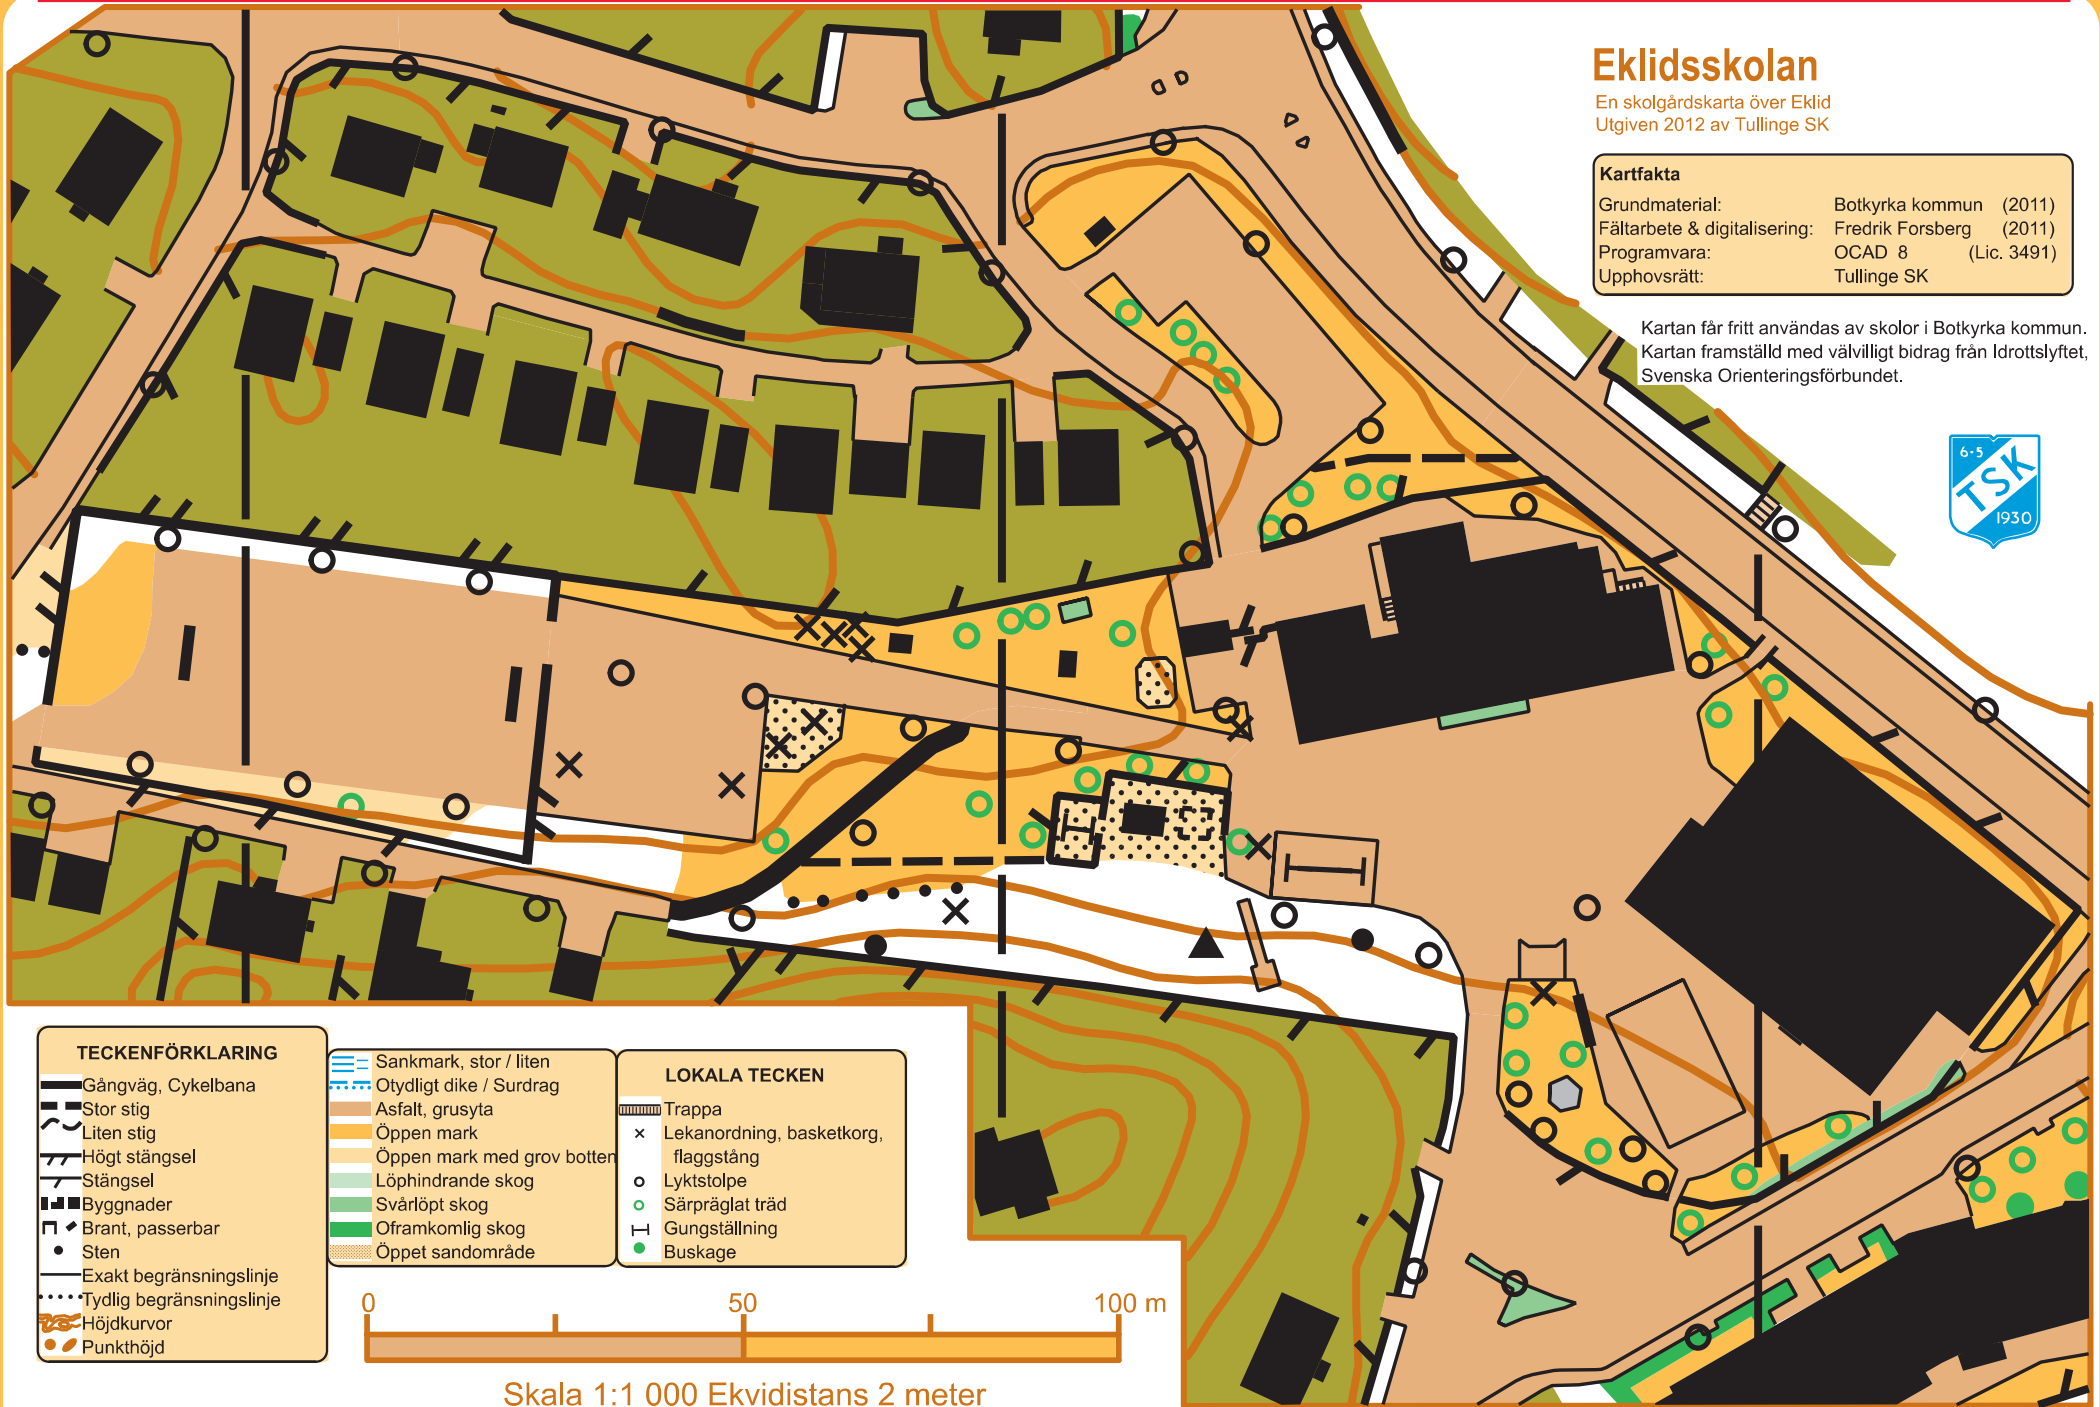 Eklidsskolan
En skolgårdskarta över Eklid
Utgiven 2012 av Tullinge SK
Kartfakta
Grundmaterial: Botkyrka kommun (2011)
Fältarbete & digitalisering: Fredrik Forsberg (2011)
Programvara: OCAD 8 (Lic. 3491)
Upphovsrätt: Tullinge SK
Kartan får fritt användas av skolor i Botkyrka kommun.
Kartan framställd med välvilligt bidrag från Idrottslyftet,
Svenska Orienteringsförbundet.
6-5
TSK
1930
TECKENFÖRKLARING
Gångväg, Cykelbana
Stor stig
Liten stig
Högt stängsel
Stängsel
Byggnader
Brant, passerbar
Sten
Exakt begränsningslinje
Tydlig begränsningslinje
Höjdkurvor
Punkthöjd
Sankmark, stor / liten
Otydligt dike / Surdrag
Asfalt, grusyta
Öppen mark
Öppen mark med grov botten
Löphindrande skog
Svårlöpt skog
Oframkomlig skog
Öppet sandområde
LOKALA TECKEN
Trappa
Lekanordning, basketkorg,
flaggstång
Lyktstolpe
Särpräglat träd
Gungställning
Buskage
0 50 100 m
Skala 1:1 000 Ekvidistans 2 meter